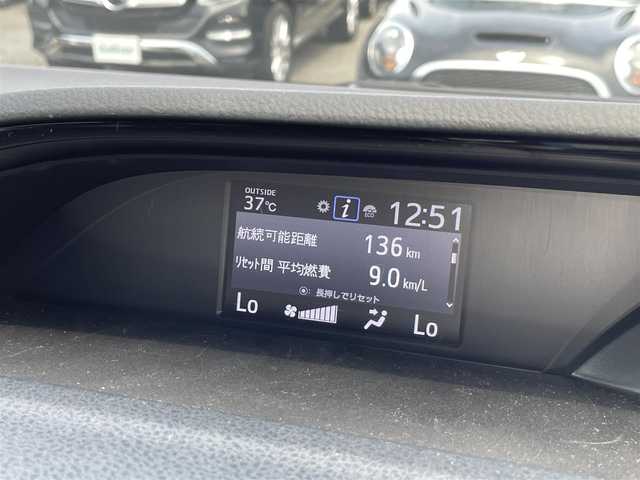 OUTSIDE
37℃
i ECO 12:51
航続可能距離 136 km
ﾘｾｯﾄ間 平均燃費 9.0 km/L
: 長押しでリセット
Lo Lo